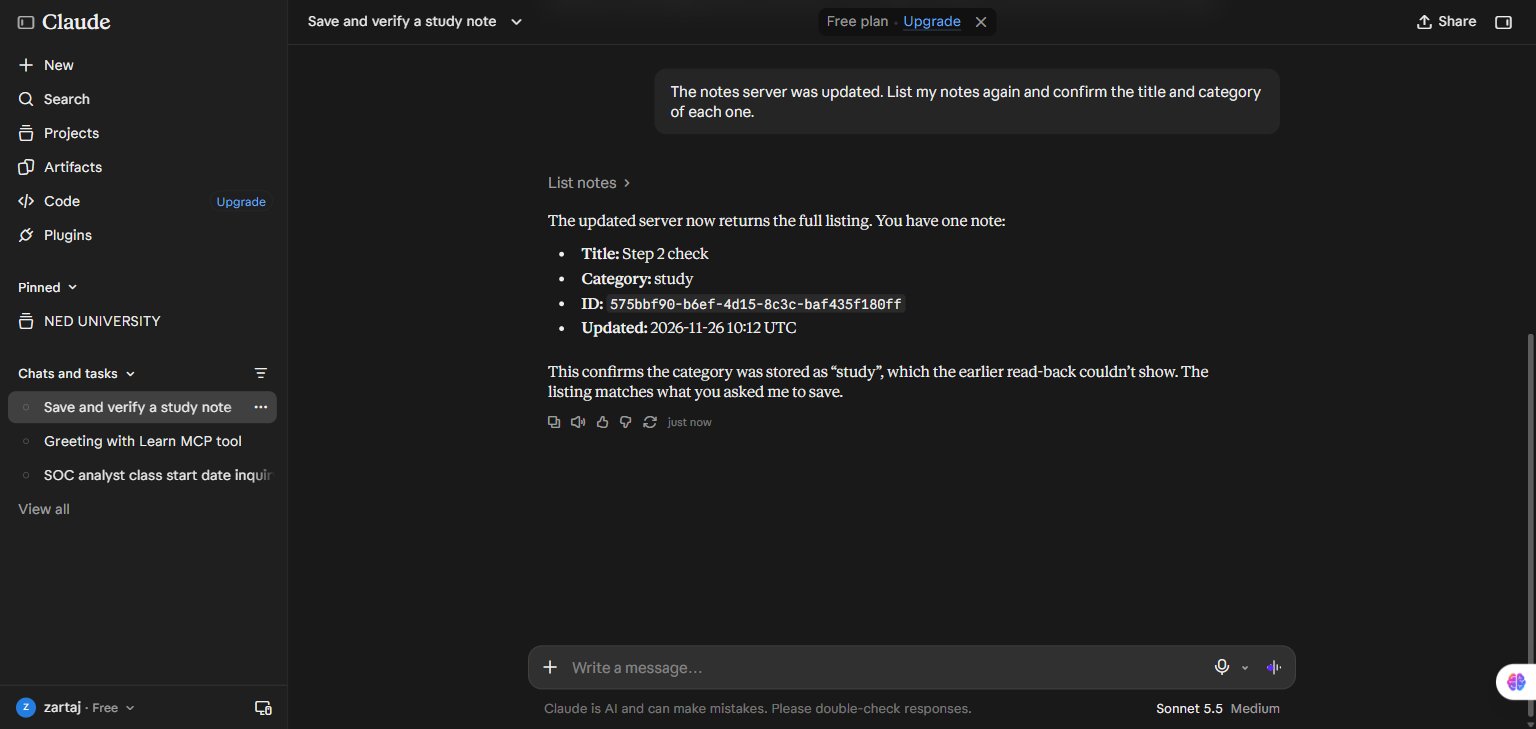 Claude
New
Search
Projects
Artifacts
Code Upgrade
Plugins
Pinned
NED UNIVERSITY
Chats and tasks
Save and verify a study note
Greeting with Learn MCP tool
SOC analyst class start date inquir
View all
zartaj · Free
Save and verify a study note
Free plan · Upgrade
Share
The notes server was updated. List my notes again and confirm the title and category
of each one.
List notes
The updated server now returns the full listing. You have one note:
• Title: Step 2 check
• Category: study
• ID: 575bbf90-b6ef-4d15-8c3c-baf435f180ff
• Updated: 2026-11-26 10:12 UTC
This confirms the category was stored as “study”, which the earlier read-back couldn’t show. The
listing matches what you asked me to save.
just now
Write a message…
Claude is AI and can make mistakes. Please double-check responses.
Sonnet 5.5 Medium
Z